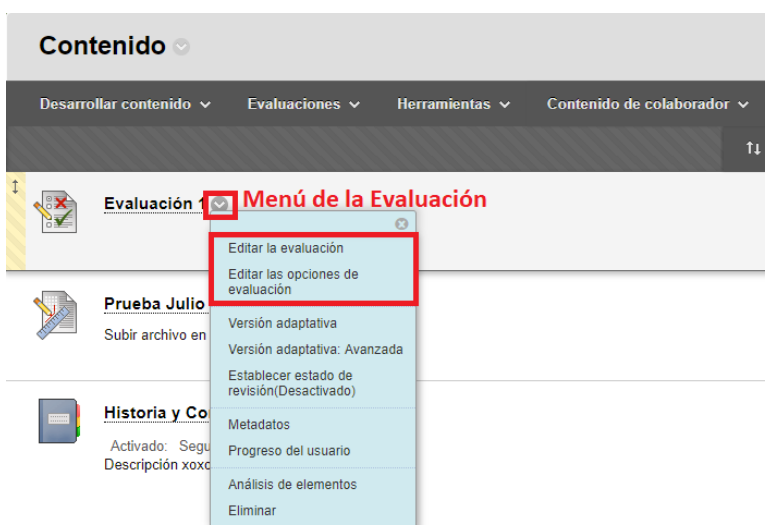 Contenido
Desarrollar contenido Evaluaciones Herramientas Contenido de colaborador
Evaluación 1 Menú de la Evaluación
Editar la evaluación
Editar las opciones de
evaluación
Prueba Julio
Subir archivo en
Versión adaptativa
Versión adaptativa: Avanzada
Establecer estado de
revisión(Desactivado)
Historia y Co
Metadatos
Activado: Segu
Progreso del usuario
Descripción xoxo
Análisis de elementos
Eliminar